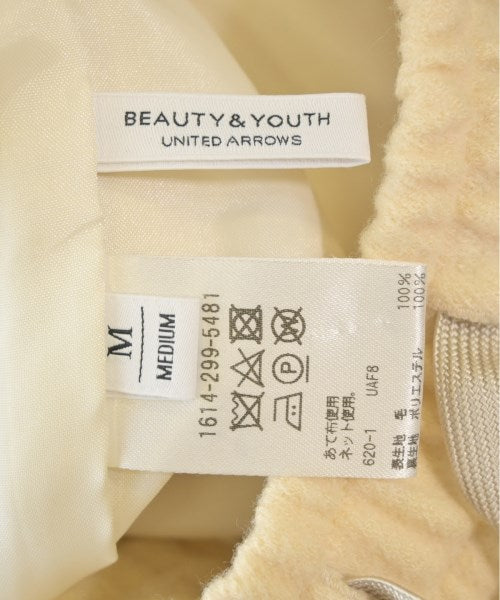 BEAUTY & YOUTH
UNITED ARROWS
M
MEDIUM
1614-299-5481
P
あて布使用
ネット使用。
620-1 UAF8
表生地 毛 100%
裏生地 ポリエステル 100%